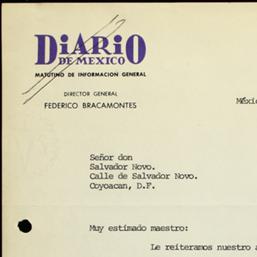 DiARiO
DE MEXICO
MATUTINO DE INFORMACION GENERAL
DIRECTOR GENERAL
FEDERICO BRACAMONTES
Méxic
Señor don
Salvador Novo.
Calle de Salvador Novo.
Coyoacan, D.F.
Muy estimado maestro:
Le reiteramos nuestro a